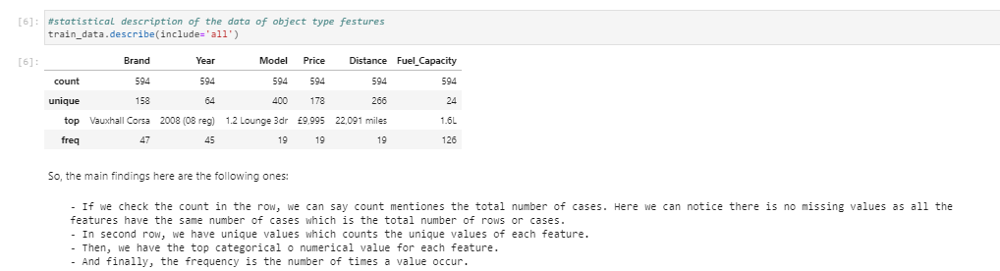 [6]: #statistical description of the data of object type festures
train_data.describe(include='all')
[6]:
Brand Year Model Price Distance Fuel_Capacity
count 594 594 594 594 594 594
unique 158 64 400 178 266 24
top Vauxhall Corsa 2008 (08 reg) 1.2 Lounge 3dr £9,995 22,091 miles 1.6L
freq 47 45 19 19 19 126
So, the main findings here are the following ones:
- If we check the count in the row, we can say count mentiones the total number of cases. Here we can notice there is no missing values as all the
features have the same number of cases which is the total number of rows or cases.
- In second row, we have unique values which counts the unique values of each feature.
- Then, we have the top categorical o numerical value for each feature.
- And finally, the frequency is the number of times a value occur.